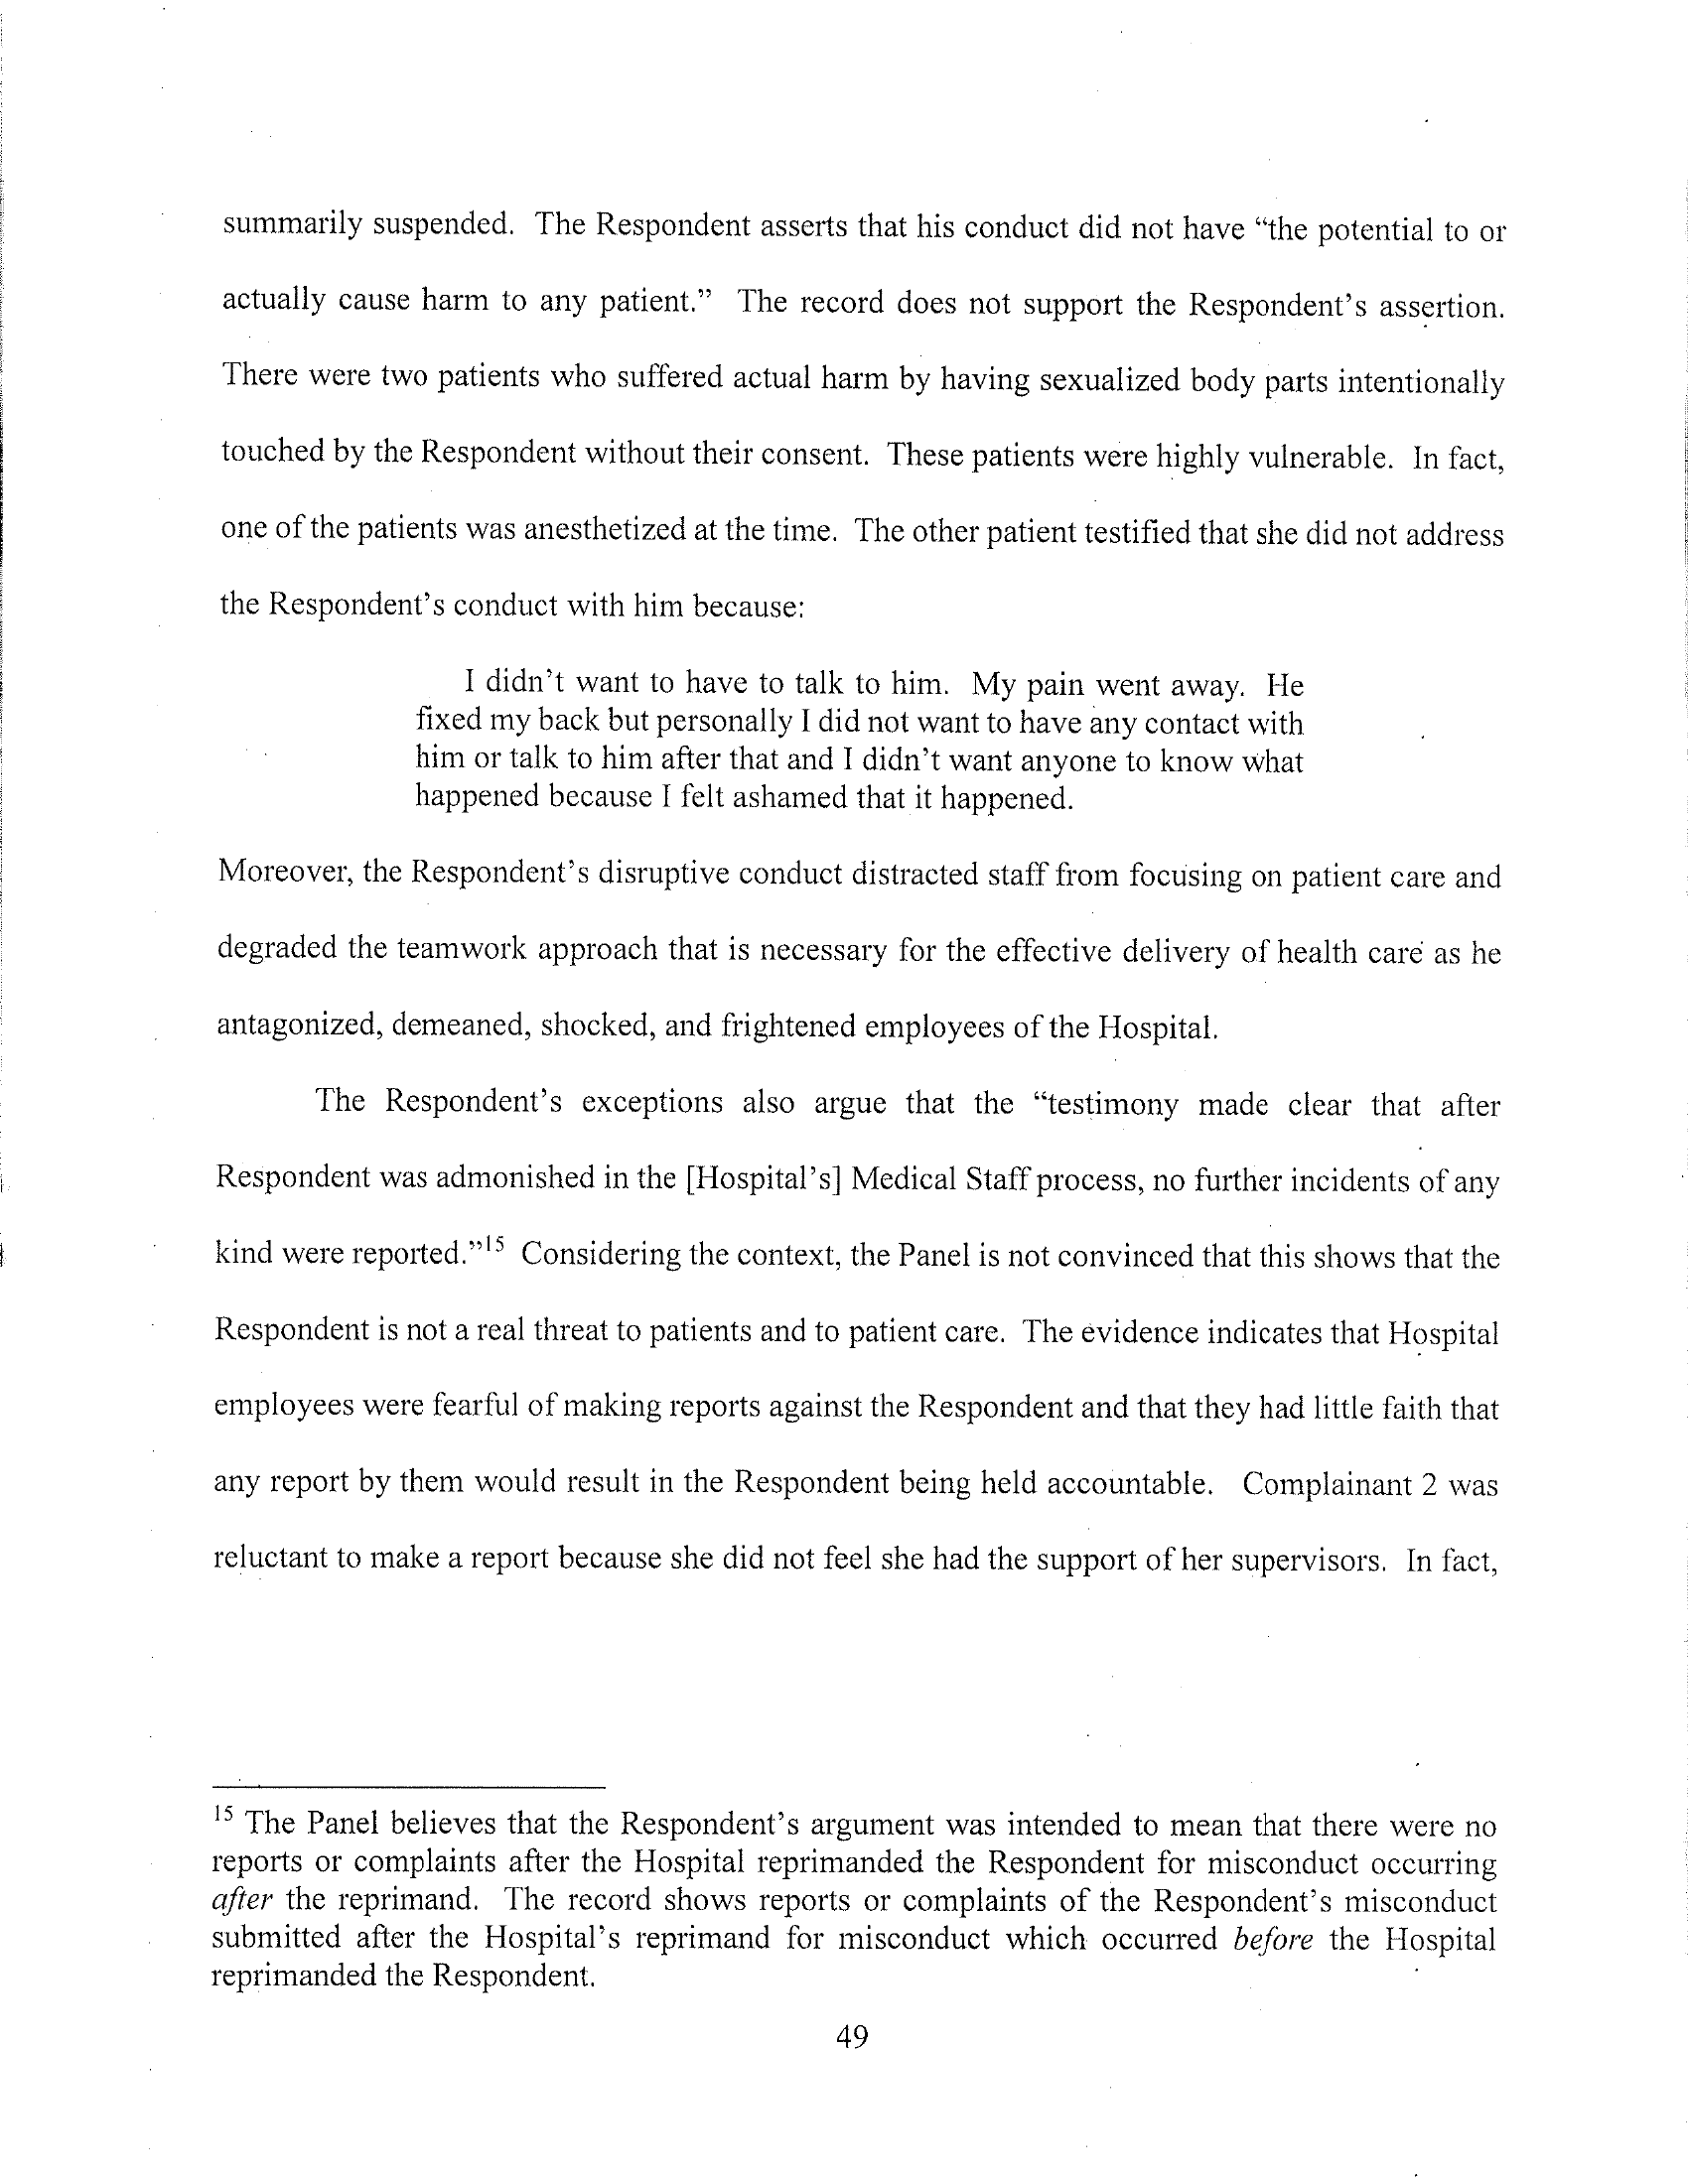 summarily suspended. The Respondent asserts that his conduct did not have “the potential to or
actually cause harm to any patient.” The record does not support the Respondent’s assertion.
There were two patients who suffered actual harm by having sexualized body parts intentionally
touched by the Respondent without their consent. These patients were highly vulnerable. In fact,
one of the patients was anesthetized at the time. The other patient testified that she did not address
the Respondent’s conduct with him because:
I didn’t want to have to talk to him. My pain went away. He
fixed my back but personally I did not want to have any contact with
him or talk to him after that and I didn’t want anyone to know what
happened because I felt ashamed that it happened.
Moreover, the Respondent’s disruptive conduct distracted staff from focusing on patient care and
degraded the teamwork approach that is necessary for the effective delivery of health care as he
antagonized, demeaned, shocked, and frightened employees of the Hospital.
The Respondent’s exceptions also argue that the “testimony made clear that after
Respondent was admonished in the [Hospital’s] Medical Staff process, no further incidents of any
kind were reported.”15 Considering the context, the Panel is not convinced that this shows that the
Respondent is not a real threat to patients and to patient care. The evidence indicates that Hospital
employees were fearful of making reports against the Respondent and that they had little faith that
any report by them would result in the Respondent being held accountable. Complainant 2 was
reluctant to make a report because she did not feel she had the support of her supervisors. In fact,
15 The Panel believes that the Respondent’s argument was intended to mean that there were no
reports or complaints after the Hospital reprimanded the Respondent for misconduct occurring
after the reprimand. The record shows reports or complaints of the Respondent’s misconduct
submitted after the Hospital’s reprimand for misconduct which occurred before the Hospital
reprimanded the Respondent.
49